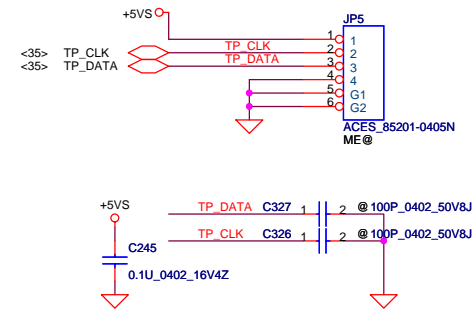 +5VS
JP5
<35> TP_CLK TP_CLK 1 1
<35> TP_DATA TP_DATA 2 2
3 3
4 4
5 G1
6 G2
ACES_85201-0405N
ME@
+5VS
TP_DATA C327 1 2 @100P_0402_50V8J
TP_CLK C326 1 2 @100P_0402_50V8J
C245
0.1U_0402_16V4Z